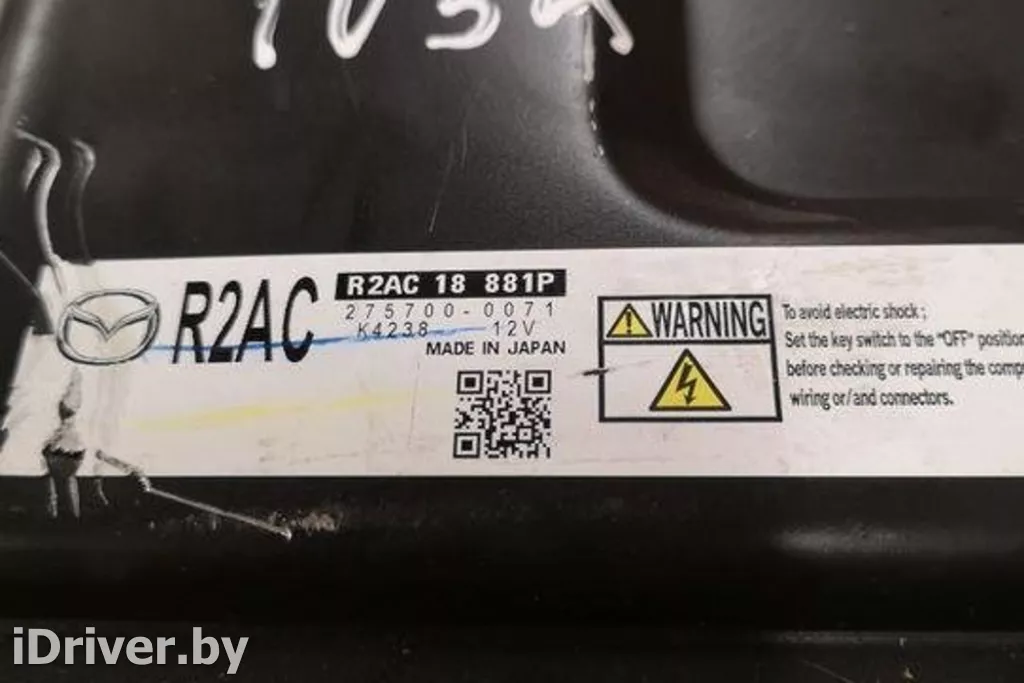 R2AC
R2AC 18 881P
275700-0071
K4238 12V
MADE IN JAPAN
WARNING
To avoid electric shock;
Set the key switch to the "OFF" position
before checking or repairing the
wiring or/and connectors.
iDriver.by